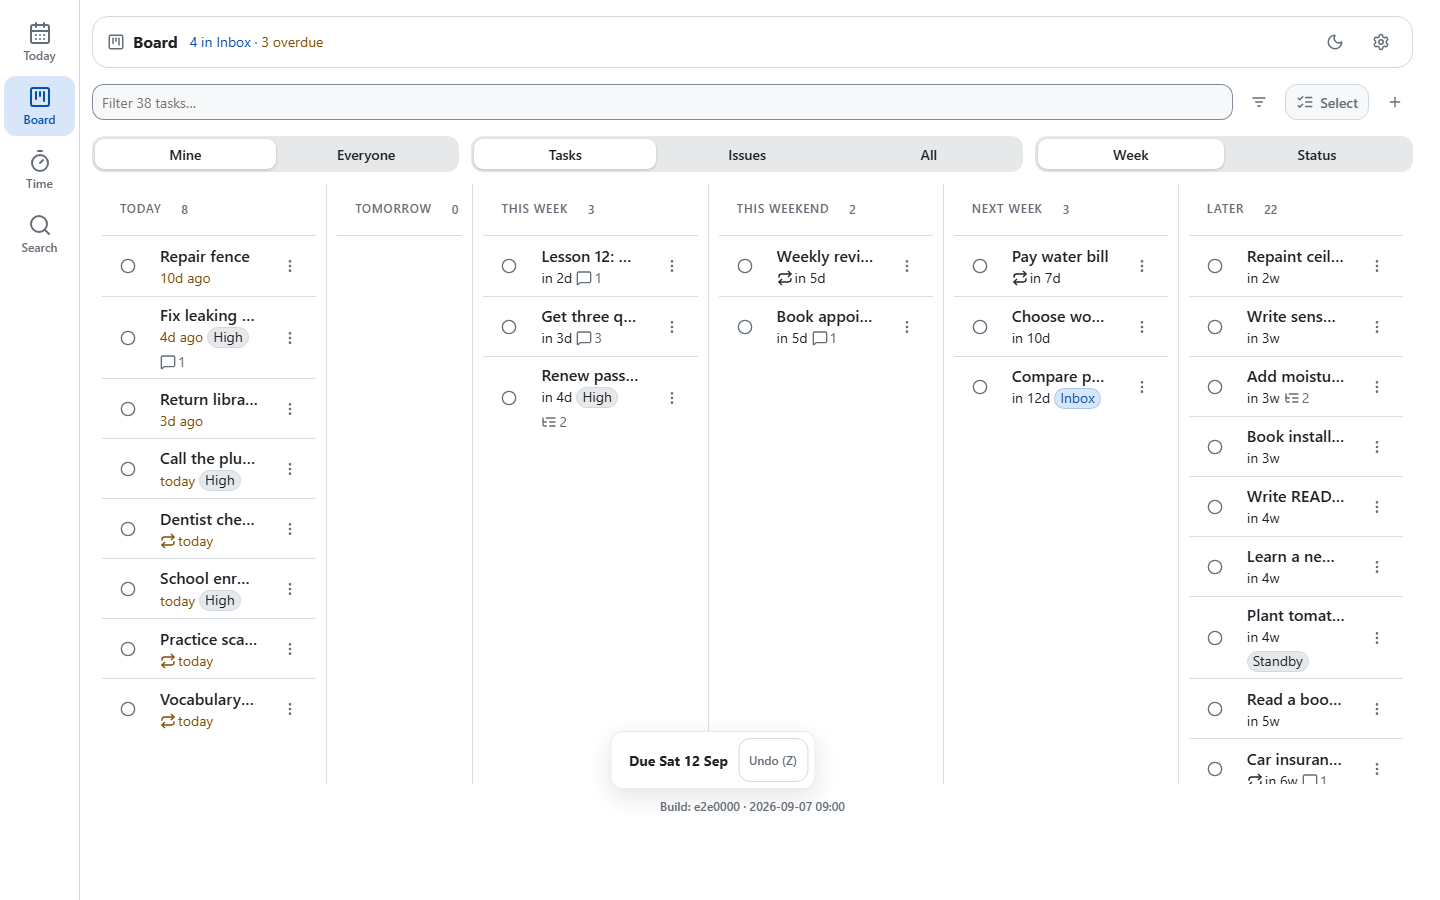 Today
Board
Time
Search
Board
4 in Inbox · 3 overdue
Filter 38 tasks...
Select
Mine
Everyone
Tasks
Issues
All
Week
Status
TODAY 8
Repair fence
10d ago
Fix leaking ...
4d ago High
1
Return libra...
3d ago
Call the plu...
today High
Dentist che...
today
School enr...
today High
Practice sca...
today
Vocabulary...
today
TOMORROW 0
THIS WEEK 3
Lesson 12: ...
in 2d 1
Get three q...
in 3d 3
Renew pass...
in 4d High
2
THIS WEEKEND 2
Weekly revi...
in 5d
Book appoi...
in 5d 1
NEXT WEEK 3
Pay water bill
in 7d
Choose wo...
in 10d
Compare p...
in 12d Inbox
LATER 22
Repaint ceil...
in 2w
Write sens...
in 3w
Add moistu...
in 3w 2
Book install...
in 3w
Write READ...
in 4w
Learn a ne...
in 4w
Plant tomat...
in 4w
Standby
Read a boo...
in 5w
Car insuran...
in 6w 1
Due Sat 12 Sep
Undo (Z)
Build: e2e0000 · 2026-09-07 09:00